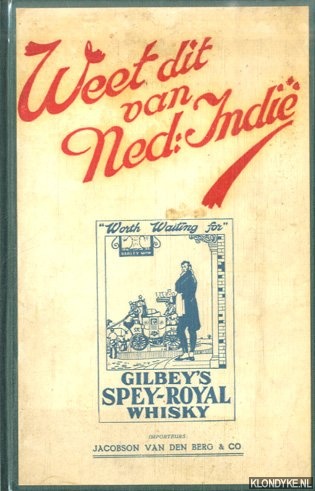 Weet dit
van
Ned: Indië
"Worth Waiting for"
GILBEY'S
SPEY-ROYAL
WHISKY
IMPORTEURS:
JACOBSON VAN DEN BERG & CO.
KLONDYKE.NL